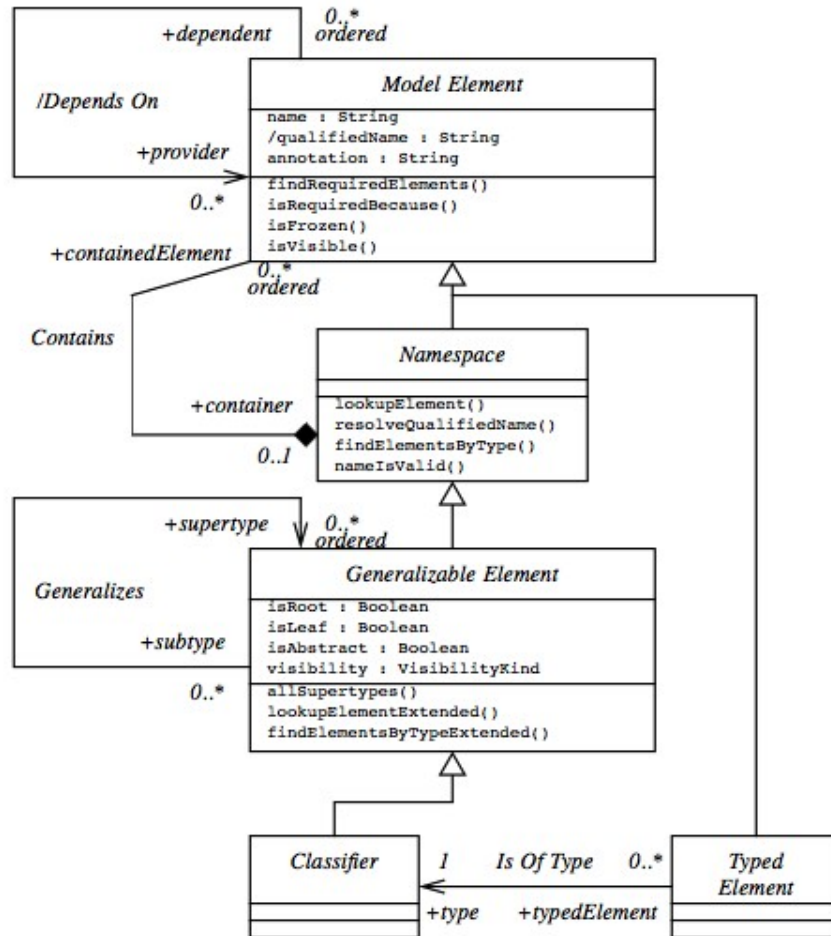 0..*
+dependent ordered
Model Element
/Depends On
name : String
/qualifiedName : String
annotation : String
+provider
0..*
findRequiredElements()
isRequiredBecause()
isFrozen()
isVisible()
+containedElement
0..*
ordered
Contains
Namespace
+container
0..1
lookupElement()
resolveQualifiedName()
findElementsByType()
nameIsValid()
+supertype 0..*
ordered
Generalizable Element
Generalizes
isRoot : Boolean
isLeaf : Boolean
isAbstract : Boolean
visibility : VisibilityKind
+subtype
0..*
allSupertypes()
lookupElementExtended()
findElementsByTypeExtended()
Classifier
1 Is Of Type 0..*
+type +typedElement
Typed
Element